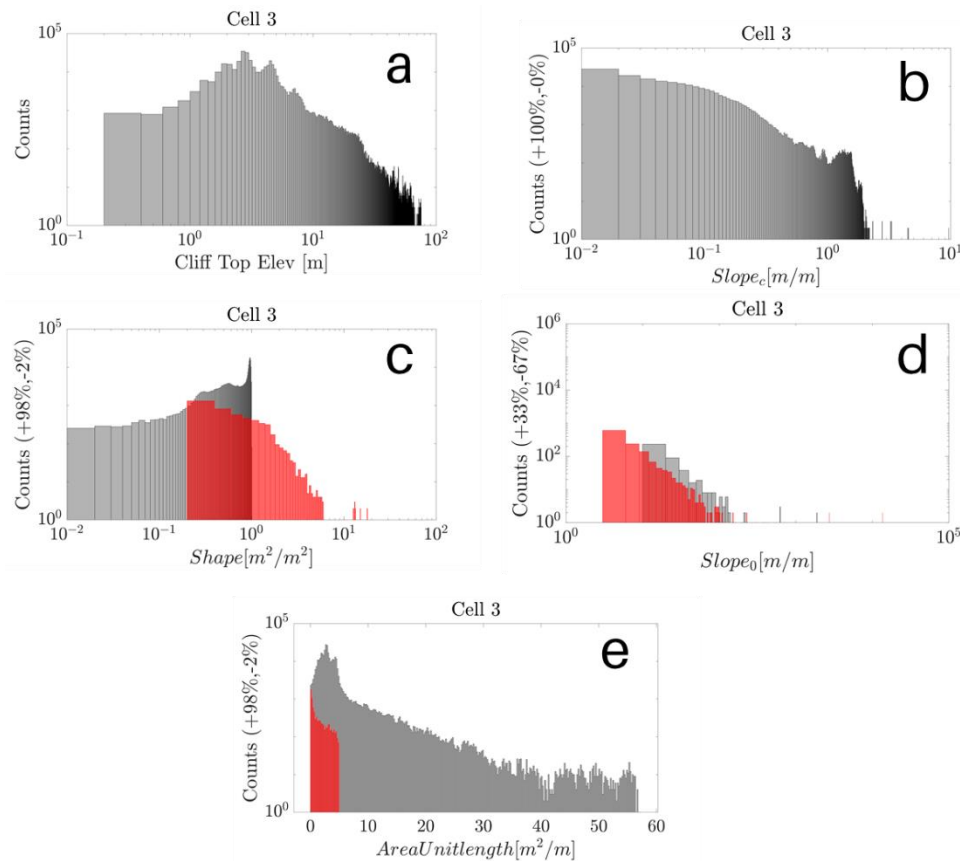 Cell 3
10^5
a
Counts
10^0
10^-1 10^0 10^1 10^2
Cliff Top Elev [m]
Cell 3
10^5
b
Counts (+100%,-0%)
10^0
10^-2 10^-1 10^0 10^1
Slope_c[m/m]
Cell 3
10^5
c
Counts (+98%,-2%)
10^0
10^-2 10^-1 10^0 10^1 10^2
Shape[m^2/m^2]
Cell 3
10^6
d
10^4
Counts (+33%,-67%)
10^2
10^0
10^0 10^5
Slope_0[m/m]
Cell 3
10^5
e
Counts (+98%,-2%)
10^0
0 10 20 30 40 50 60
AreaUnitlength[m^2/m]